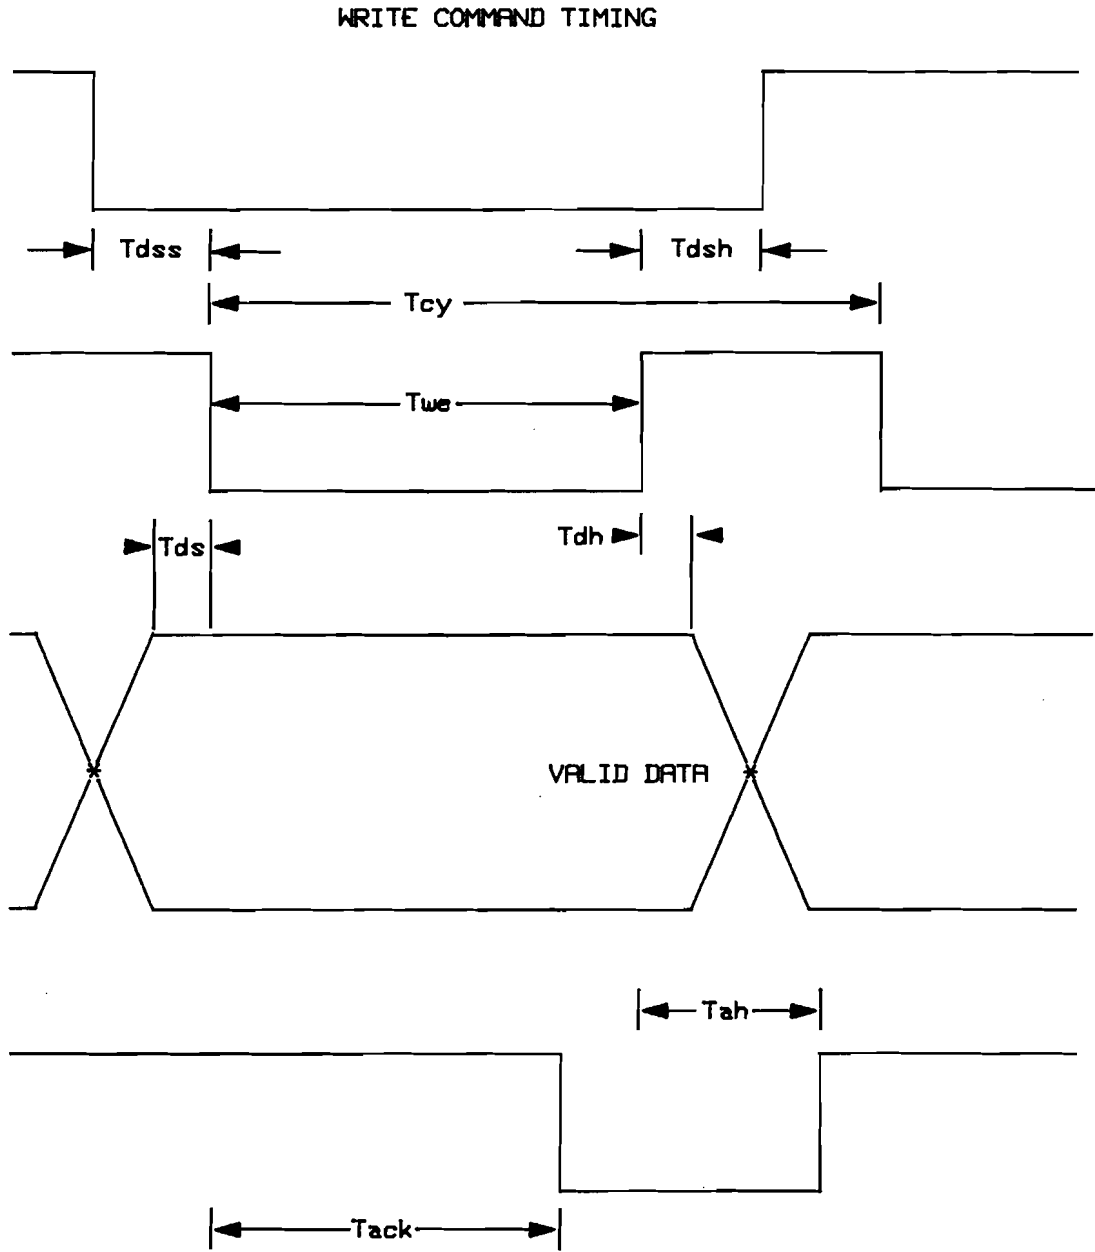 WRITE COMMAND TIMING
Tdss
Tdsh
Tcy
Twe
Tds
Tdh
VALID DATA
Tah
Tack